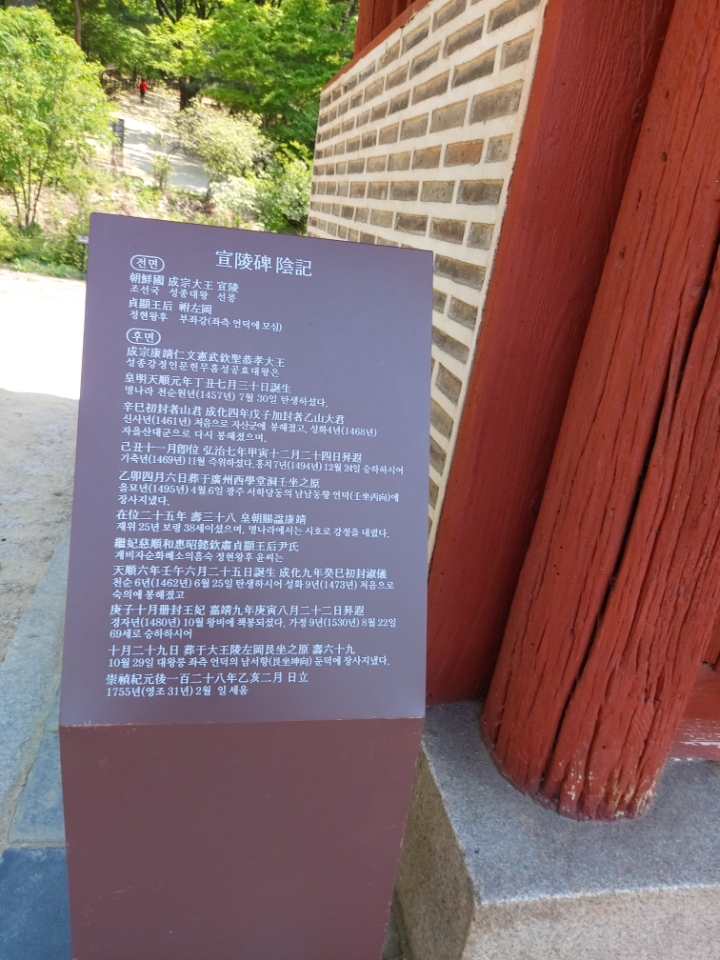 宣陵碑 陰記
전면
朝鮮國 成宗大王 宣陵
조선국 성종대왕 선릉
貞顯王后 祔左岡
정현왕후 부좌강(좌측 언덕에 모심)
후면
成宗康靖仁文憲武欽聖恭孝大王
성종강정인문헌무흠성공효대왕은
皇明天順元年丁丑七月三十日誕生
명나라 천순원년(1457년) 7월 30일 탄생하셨다.
辛巳初封者山君 成化四年戊子加封者乙山大君
신사년(1461년) 처음으로 자산군에 봉해졌고, 성화4년(1468년)
자을산대군으로 다시 봉해졌으며,
己丑十一月卽位 弘治七年甲寅十二月二十四日昇遐
기축년(1469년) 11월 즉위하셨다. 홍치7년(1494년) 12월 24일 승하하시어
乙卯四月六日葬于廣州西學堂洞壬坐之原
을묘년(1495년) 4월 6일 광주 서학당동의 남남동향 언덕(壬坐丙向)에
장사지냈다.
在位二十五年 壽三十八 皇朝賜諡康靖
재위 25년 보령 38세이셨으며, 명나라에서는 시호로 강정을 내렸다.
繼妃慈順和惠昭懿欽肅貞顯王后尹氏
계비자순화혜소의흠숙 정현왕후 윤씨는
天順六年壬午六月二十五日誕生 成化九年癸巳初封淑儀
천순 6년(1462년) 6월 25일 탄생하시어 성화 9년(1473년) 처음으로
숙의에 봉해졌고
庚子十月册封王妃 嘉靖九年庚寅八月二十二日昇遐
경자년(1480년) 10월 왕비에 책봉되셨다. 가정 9년(1530년) 8월 22일
69세로 승하하시어
十月二十九日 葬于大王陵左岡艮坐之原 壽六十九
10월 29일 대왕릉 좌측 언덕의 남서향(艮坐坤向) 둔덕에 장사지냈다.
崇禎紀元後一百二十八年乙亥二月 日立
1755년(영조 31년) 2월 일 세움